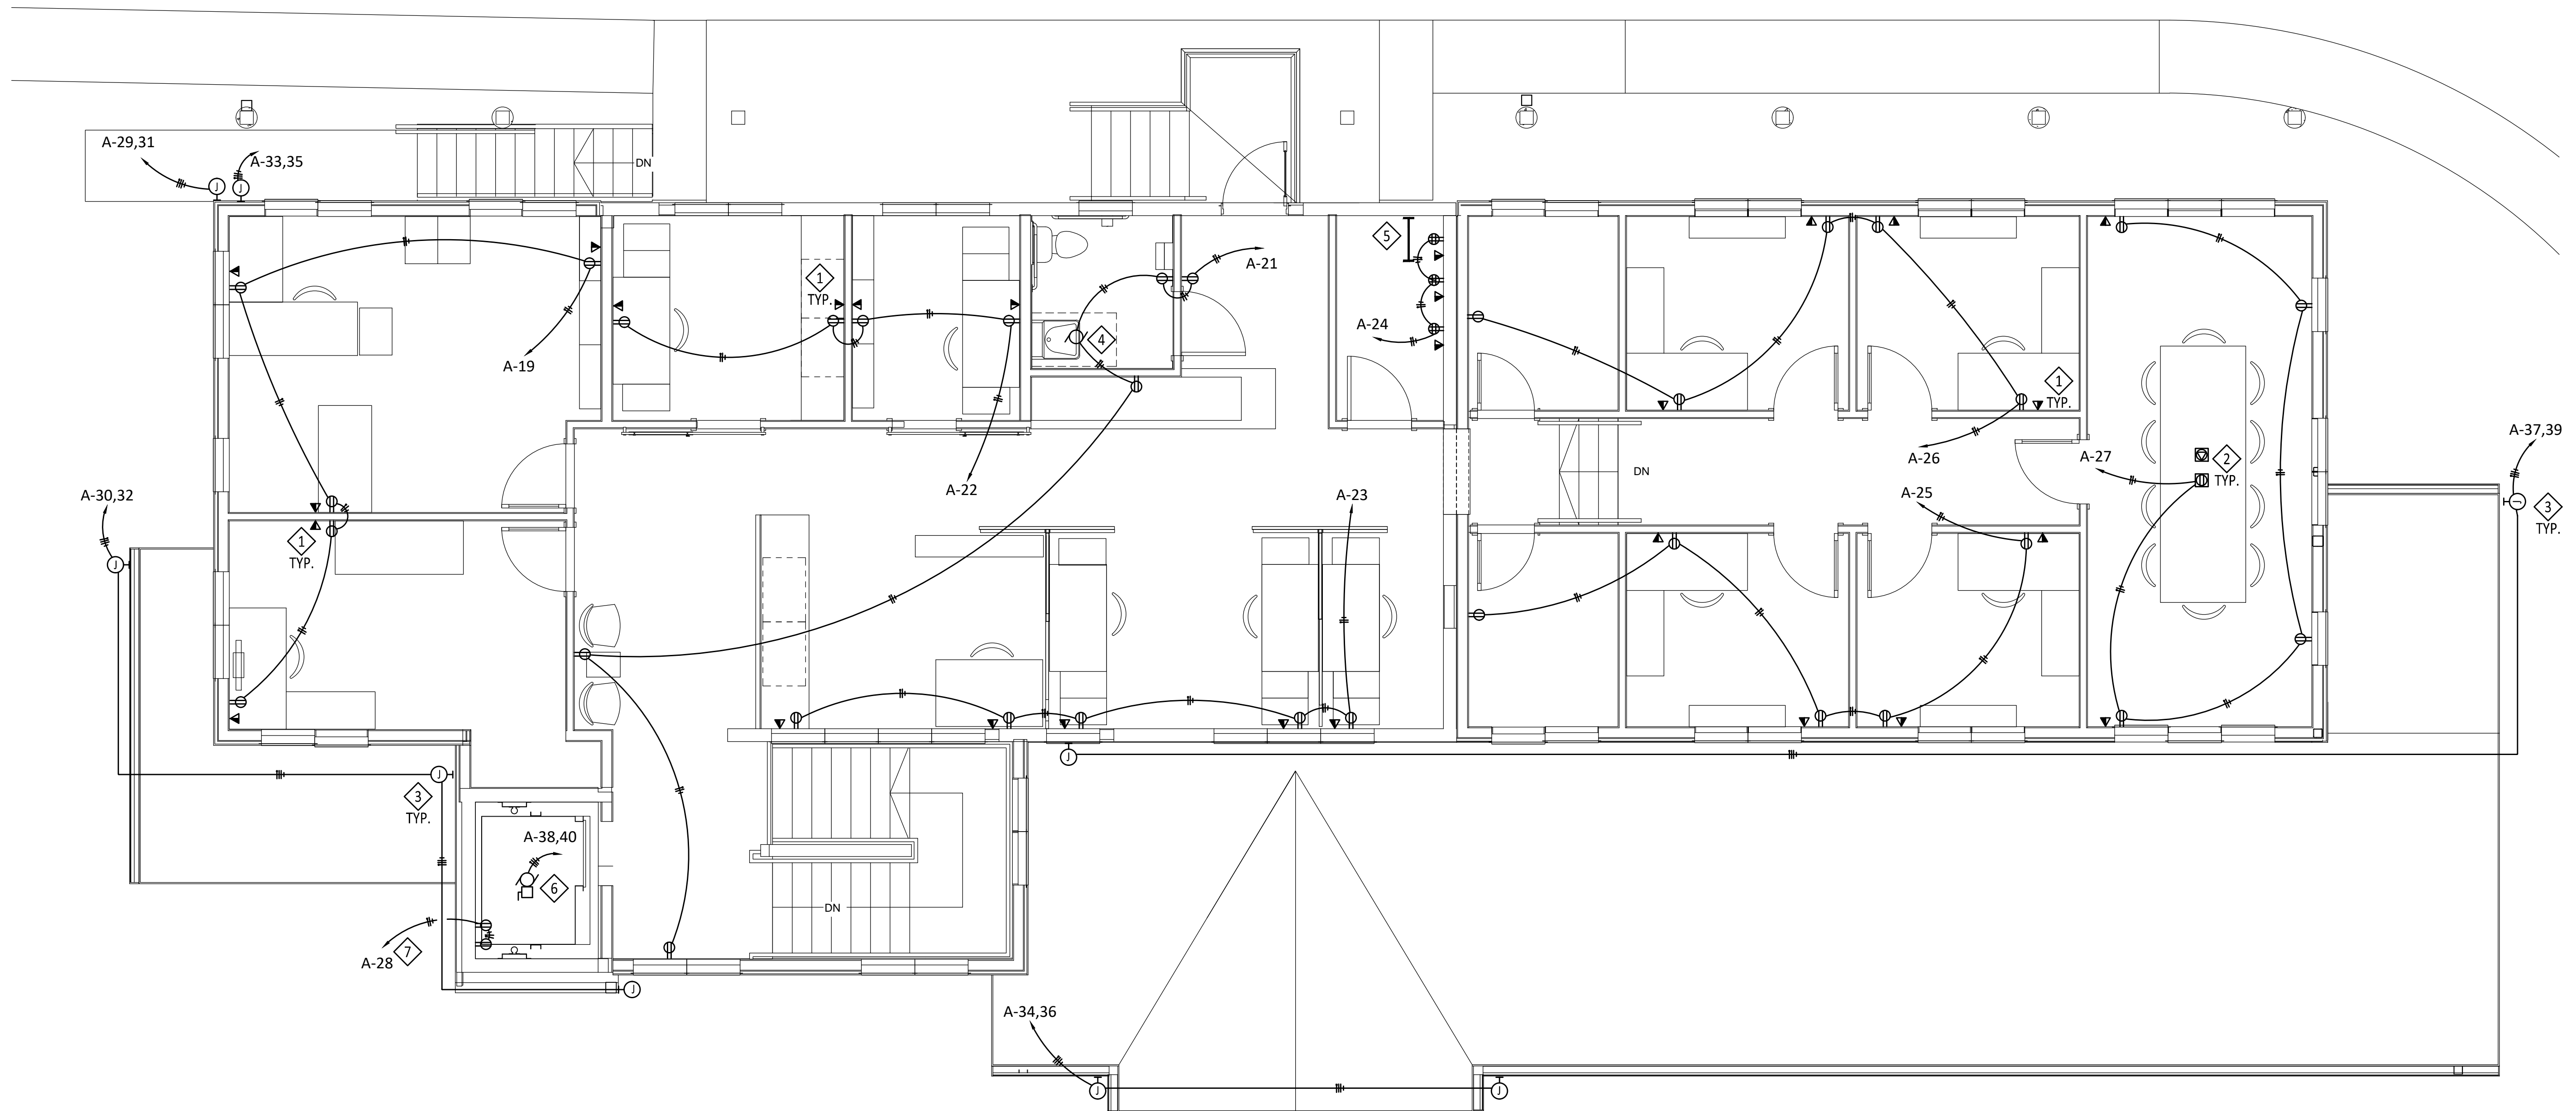 A-29,31
A-33,35
DN
5
1
TYP.
A-21
A-24
4
A-19
1
TYP.
A-22
A-26
A-27
2
TYP.
A-37,39
DN
A-30,32
A-23
A-25
3
TYP.
1
TYP.
3
TYP.
A-38,40
6
DN
7
A-28
A-34,36
J
J
J
J
J
J
J
J
J